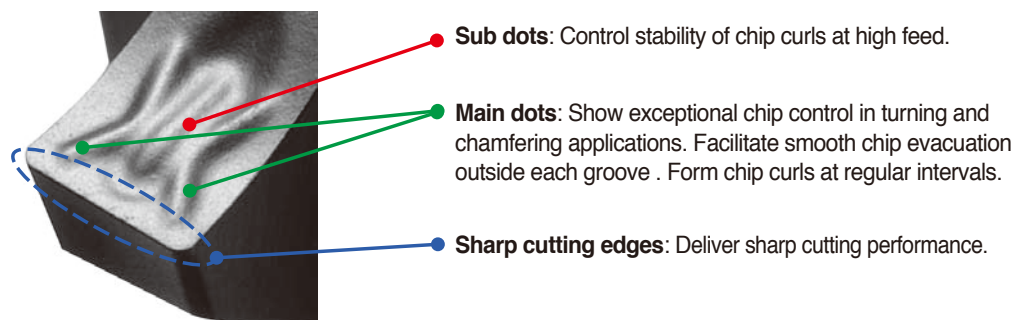 Sub dots: Control stability of chip curls at high feed.
Main dots: Show exceptional chip control in turning and
chamfering applications. Facilitate smooth chip evacuation
outside each groove . Form chip curls at regular intervals.
Sharp cutting edges: Deliver sharp cutting performance.